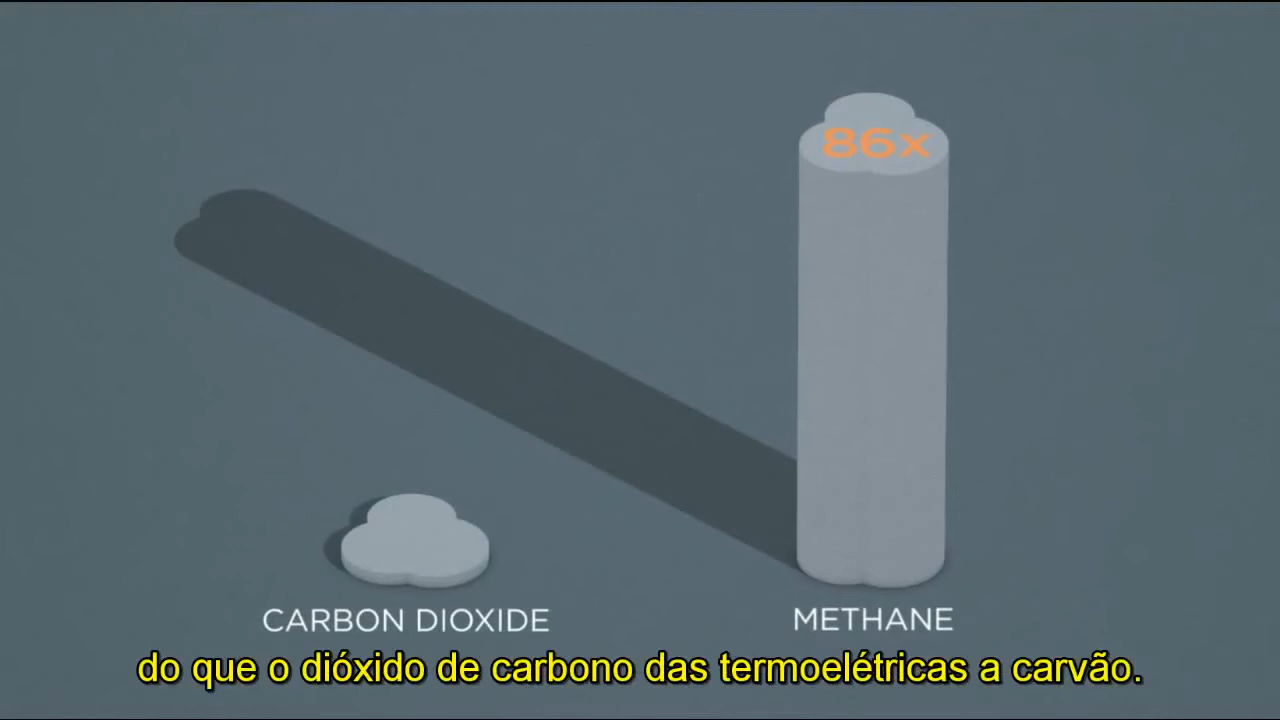 86x
CARBON DIOXIDE
METHANE
do que o dióxido de carbono das termoelétricas a carvão.